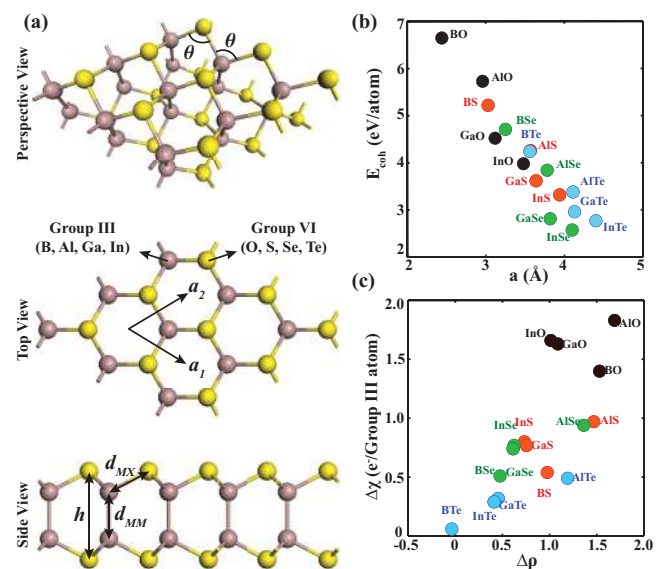 (a)
Perspective View
θ
θ
Group III
(B, Al, Ga, In)
Group VI
(O, S, Se, Te)
Top View
a2
a1
Side View
h
dMX
dMM
(b)
Ecoh (eV/atom)
7
6
5
4
3
2
BO
AlO
BS
BSe
GaO
BTe
AlS
InO
AlSe
GaS
AlTe
InS
GaTe
GaSe
InSe
InTe
2
3
4
5
a (Å)
(c)
Δχ (e-/Group III atom)
2.0
1.5
1.0
0.5
0
AlO
InO
GaO
BO
InS
AlSe
AlS
InSe
GaS
BSe
GaSe
AlTe
BS
BTe
GaTe
InTe
-0.5
0
0.5
1.0
1.5
2.0
Δρ